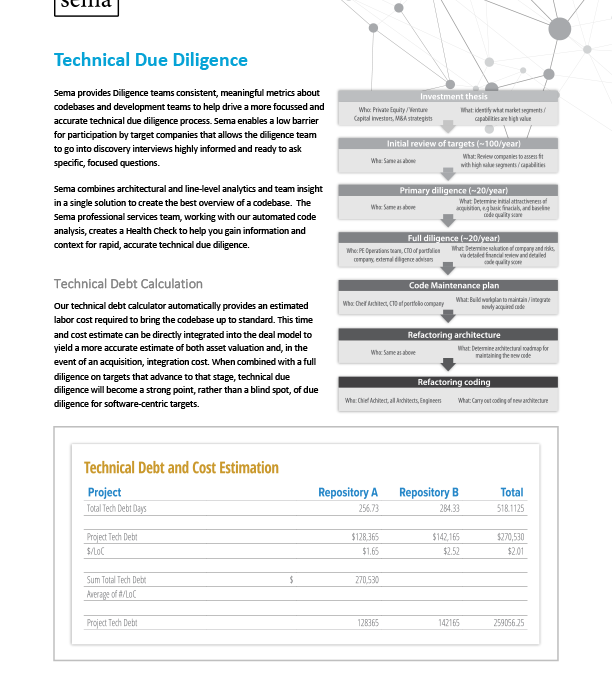 sema
Technical Due Diligence
Sema provides Diligence teams consistent, meaningful metrics about
codebases and development teams to help drive a more focussed and
accurate technical due diligence process. Sema enables a low barrier
for participation by target companies that allows the diligence team
to go into discovery interviews highly informed and ready to ask
specific, focused questions.
Sema combines architectural and line-level analytics and team insight
in a single solution to create the best overview of a codebase. The
Sema professional services team, working with our automated code
analysis, creates a Health Check to help you gain information and
context for rapid, accurate technical due diligence.
Technical Debt Calculation
Our technical debt calculator automatically provides an estimated
labor cost required to bring the codebase up to standard. This time
and cost estimate can be directly integrated into the deal model to
yield a more accurate estimate of both asset valuation and, in the
event of an acquisition, integration cost. When combined with a full
diligence on targets that advance to that stage, technical due
diligence will become a strong point, rather than a blind spot, of due
diligence for software-centric targets.
Investment thesis
Who: Private Equity / Venture
Capital investors, M&A strategists
What: identify what market segments /
capabilities are high value
Initial review of targets (~100/year)
Who: Same as above
What: Review companies to assess fit
with high value segments / capabilities
Primary diligence (~20/year)
Who: Same as above
What: Determine initial attractiveness of
acquisition, e.g basic finacials, and baseline
code quality score
Full diligence (~20/year)
Who: PE Operations team, CTO of portfolion
company, external diligence advisors
What: Determine valuation of company and risks,
via detailed financial review and detailed
code quality score
Code Maintenance plan
Who: Cheif Architect, CTO of portfolio company
What: Build workplan to maintain / integrate
newly acquired code
Refactoring architecture
Who: Same as above
What: Determine architectural roadmap for
maintaining the new code
Refactoring coding
Who: Chief Achitect, all Architects, Engineers
What: Carry out coding of new architecture
Technical Debt and Cost Estimation
Project Repository A Repository B Total
Total Tech Debt Days 256.73 284.33 518.1125
Project Tech Debt $128,365 $142,165 $270,530
$/LoC $1.65 $2.52 $2.01
Sum Total Tech Debt $ 270,530
Average of #/LoC
Project Tech Debt 128365 142165 259056.25